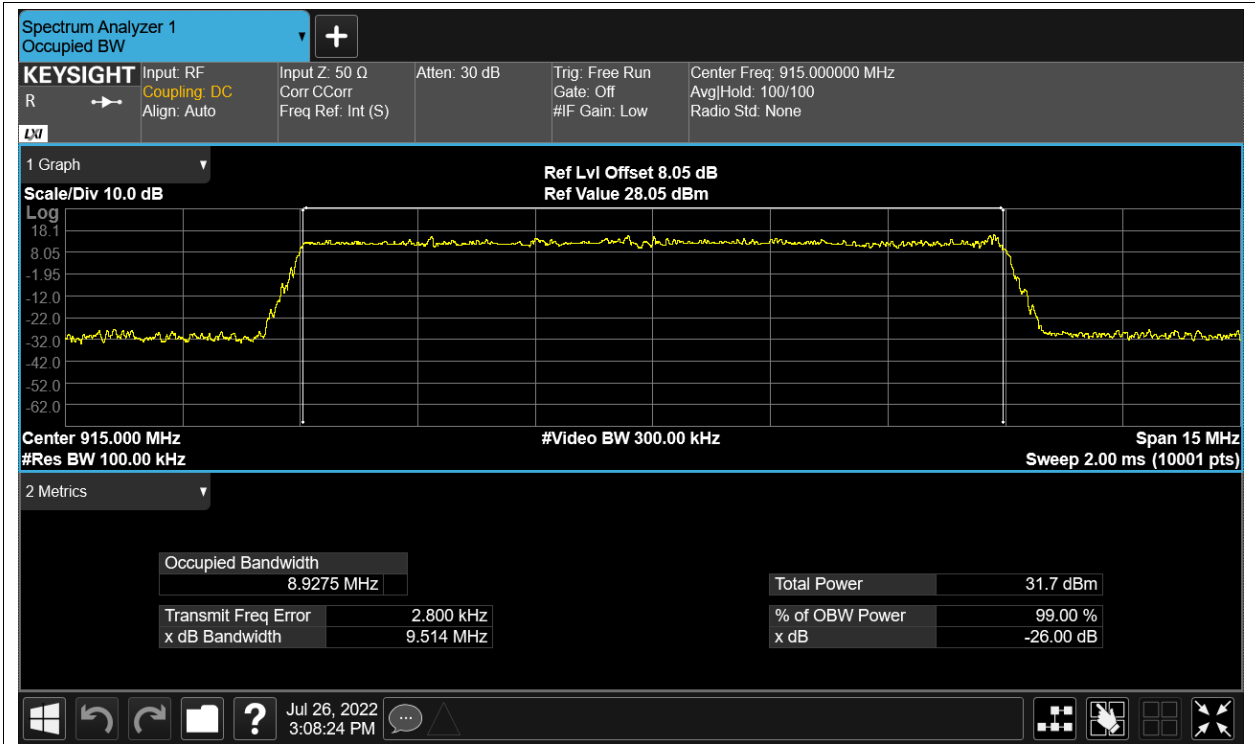 Spectrum Analyzer 1
Occupied BW
KEYSIGHT
R
LXI
Input: RF
Coupling: DC
Align: Auto
Input Z: 50 Ω
Corr CCorr
Freq Ref: Int (S)
Atten: 30 dB
Trig: Free Run
Gate: Off
#IF Gain: Low
Center Freq: 915.000000 MHz
Avg|Hold: 100/100
Radio Std: None
1 Graph
Scale/Div 10.0 dB
Ref Lvl Offset 8.05 dB
Ref Value 28.05 dBm
Log
18.1
8.05
-1.95
-12.0
-22.0
-32.0
-42.0
-52.0
-62.0
Center 915.000 MHz
#Res BW 100.00 kHz
#Video BW 300.00 kHz
Span 15 MHz
Sweep 2.00 ms (10001 pts)
2 Metrics
Occupied Bandwidth
8.9275 MHz
Transmit Freq Error 2.800 kHz
x dB Bandwidth 9.514 MHz
Total Power 31.7 dBm
% of OBW Power 99.00 %
x dB -26.00 dB
?
Jul 26, 2022
3:08:24 PM